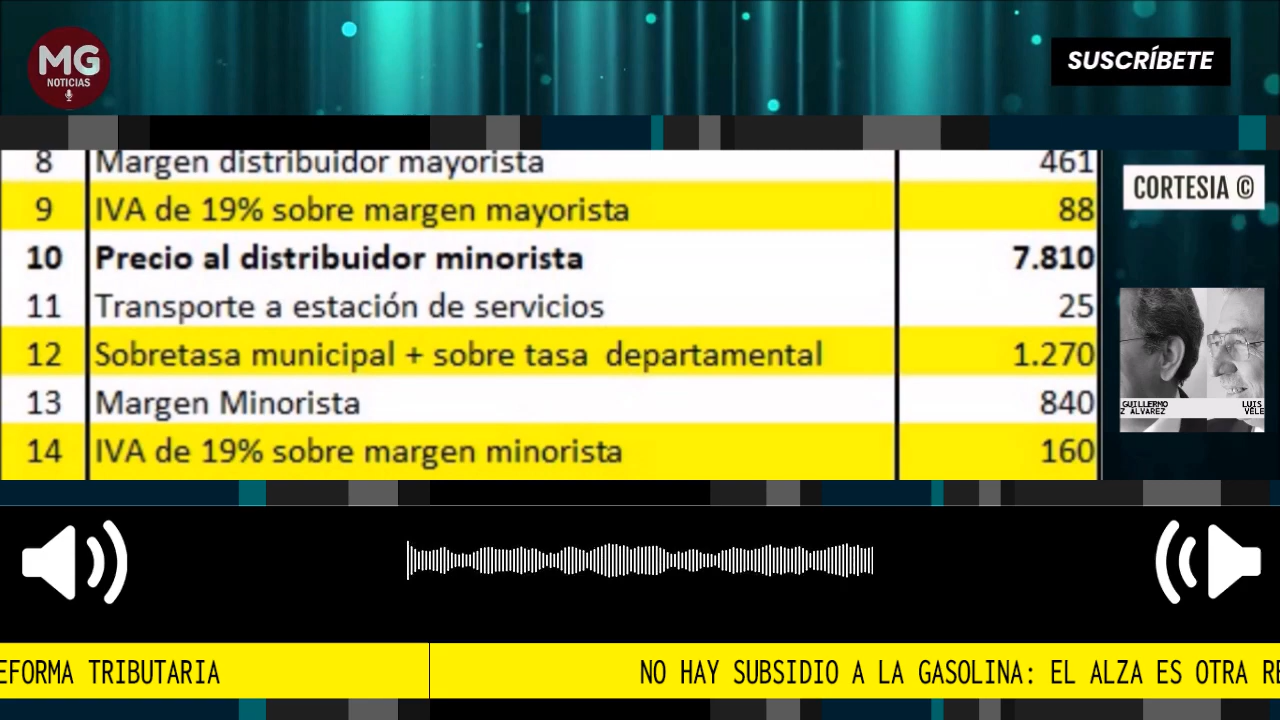 MG
NOTICIAS
SUSCRÍBETE
8 Margen distribuidor mayorista 461
CORTESIA ©
9 IVA de 19% sobre margen mayorista 88
10 Precio al distribuidor minorista 7.810
11 Transporte a estación de servicios 25
12 Sobretasa municipal + sobre tasa departamental 1.270
13 Margen Minorista 840
GUILLERMO LUIS
Z ALVAREZ VÉLE
14 IVA de 19% sobre margen minorista 160
EFORMA TRIBUTARIA NO HAY SUBSIDIO A LA GASOLINA: EL ALZA ES OTRA RE